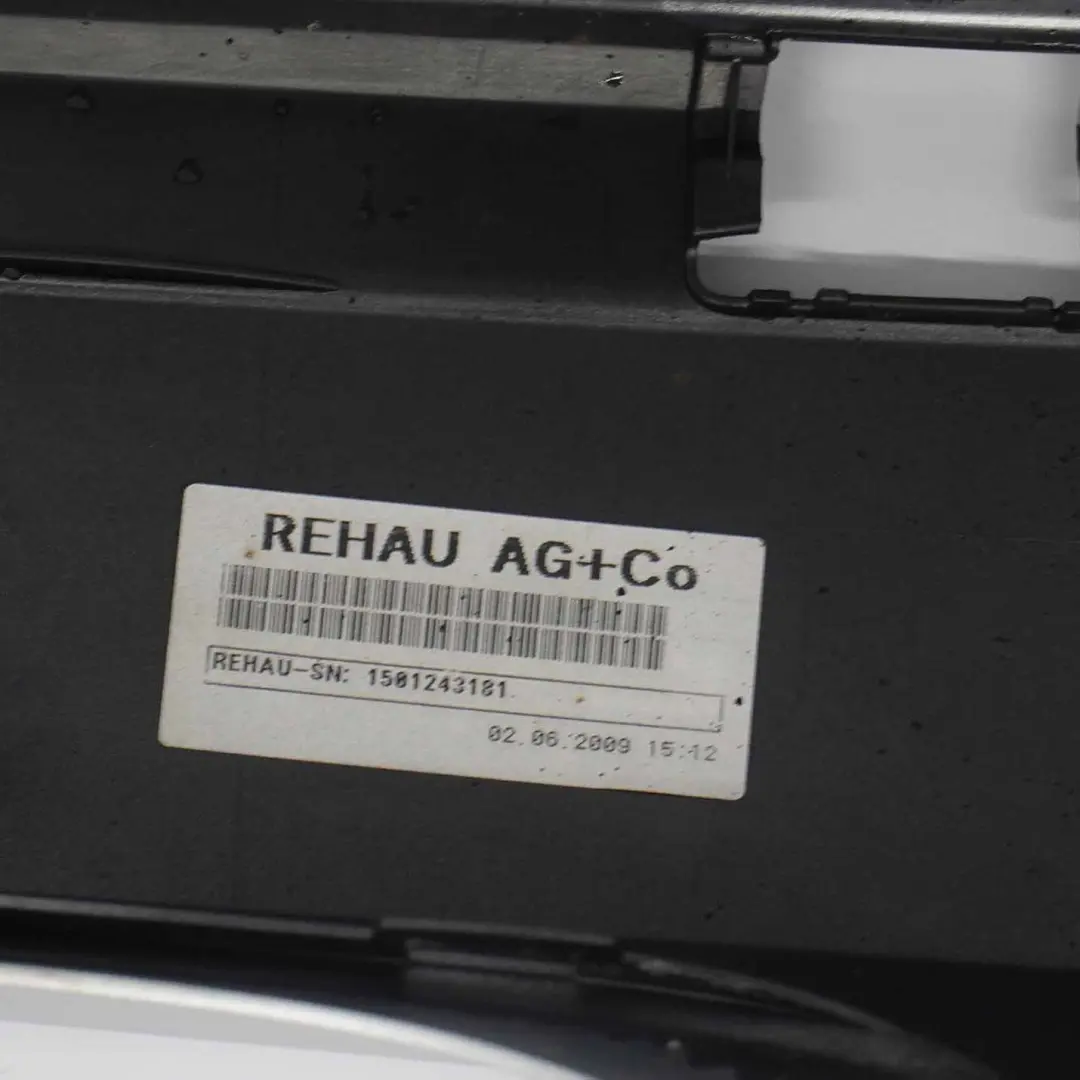 REHAU AG+Co
REHAU-SN: 1501243181
02.06.2009 15:12